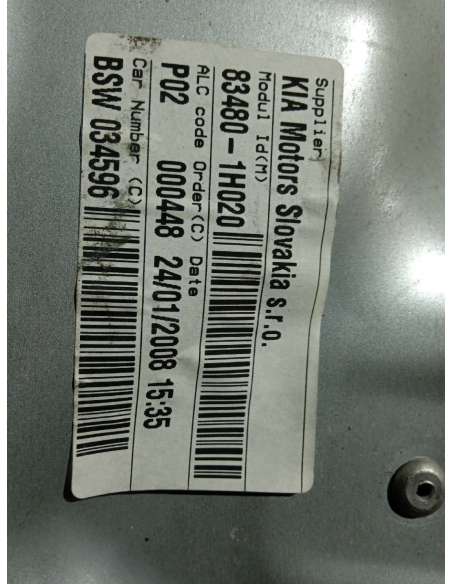 Supplier
KIA Motors Slovakia s.r.o.
Modul Id(M)
83480-1H020
ALC code Order(C) Date
P02 000448 24/01/2008 15:35
Car Number (C)
BSW 034596